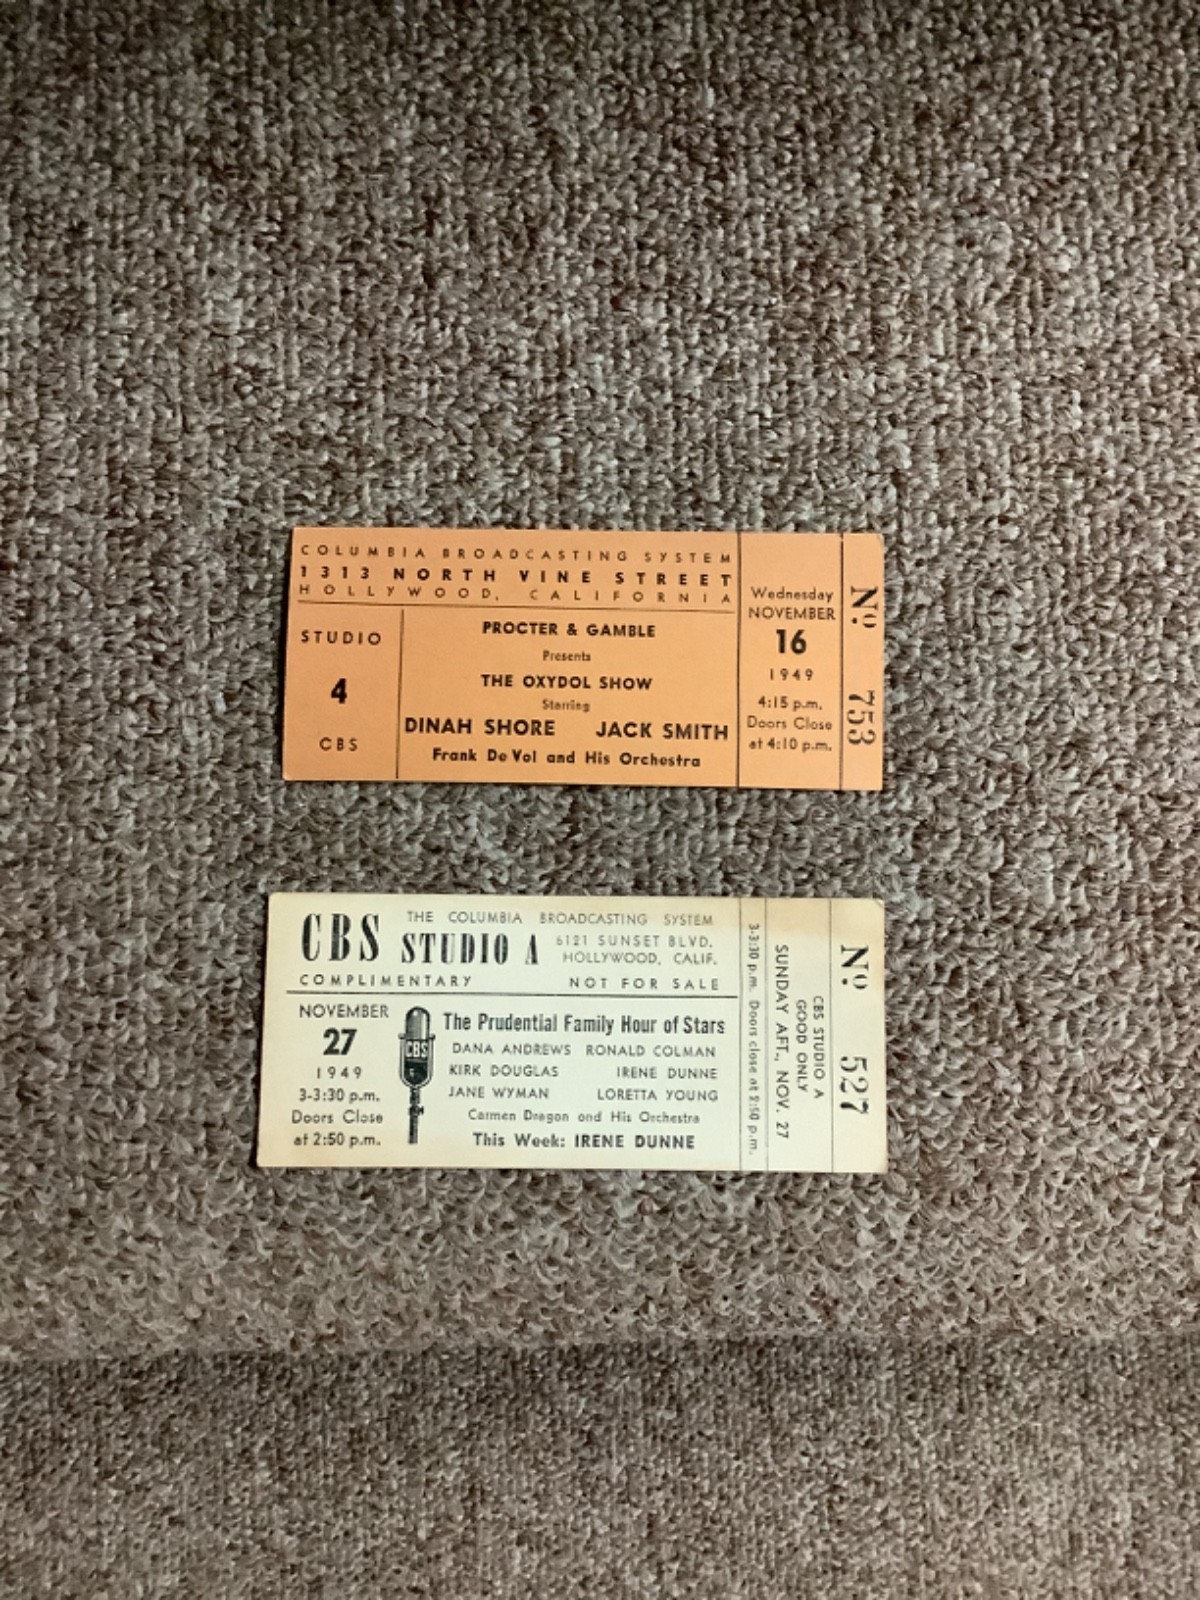 COLUMBIA BROADCASTING SYSTEM
1313 NORTH VINE STREET
HOLLYWOOD, CALIFORNIA
STUDIO
4
CBS
PROCTER & GAMBLE
Presents
THE OXYDOL SHOW
Starring
DINAH SHORE JACK SMITH
Frank De Vol and His Orchestra
Wednesday
NOVEMBER
16
1949
4:15 p.m.
Doors Close
at 4:10 p.m.
No. 753
CBS STUDIO A
THE COLUMBIA BROADCASTING SYSTEM
6121 SUNSET BLVD.
HOLLYWOOD, CALIF.
COMPLIMENTARY NOT FOR SALE
NOVEMBER
27
1949
3-3:30 p.m.
Doors Close
at 2:50 p.m.
CBS
The Prudential Family Hour of Stars
DANA ANDREWS RONALD COLMAN
KIRK DOUGLAS IRENE DUNNE
JANE WYMAN LORETTA YOUNG
Carmen Dragon and His Orchestra
This Week: IRENE DUNNE
CBS STUDIO A
GOOD ONLY
SUNDAY AFT., NOV. 27
3-3:30 p.m. Doors close at 2:50 p.m.
No. 527